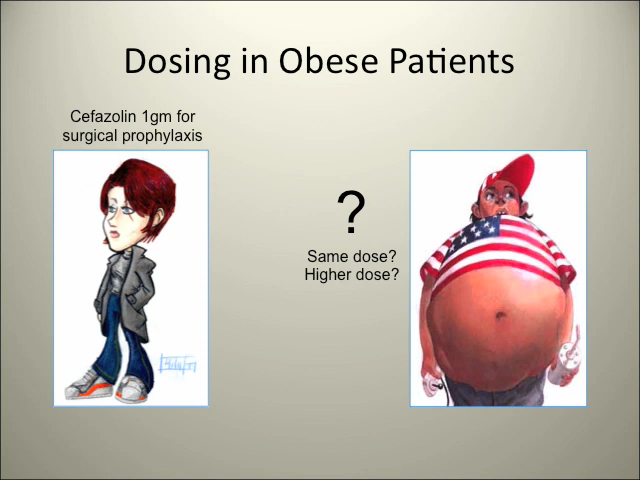 Dosing in Obese Patients
Cefazolin 1gm for
surgical prophylaxis
?
Same dose?
Higher dose?